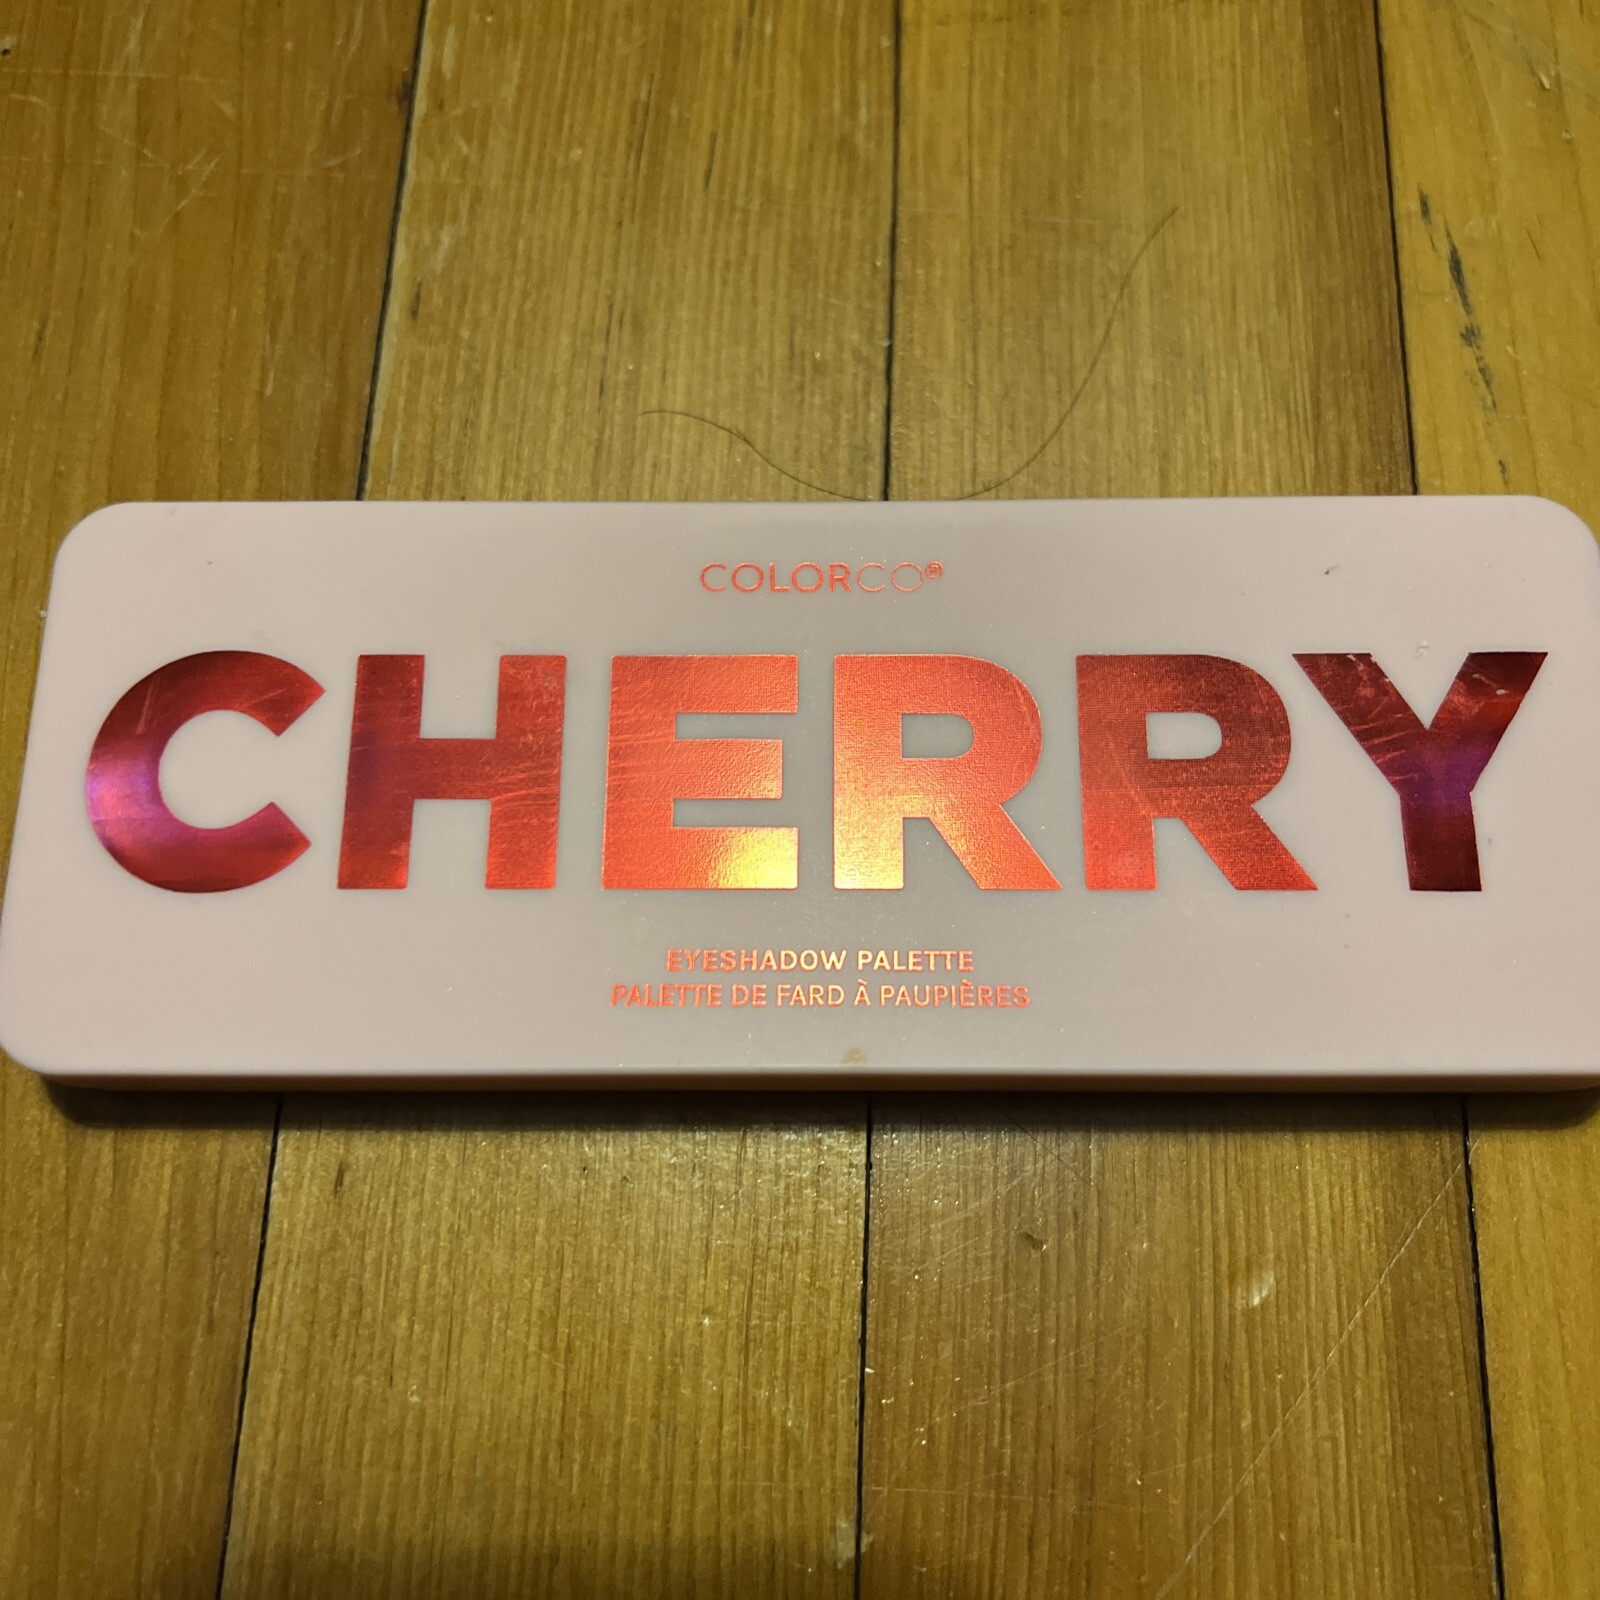 COLORCO®
CHERRY
EYESHADOW PALETTE
PALETTE DE FARD À PAUPIÈRES